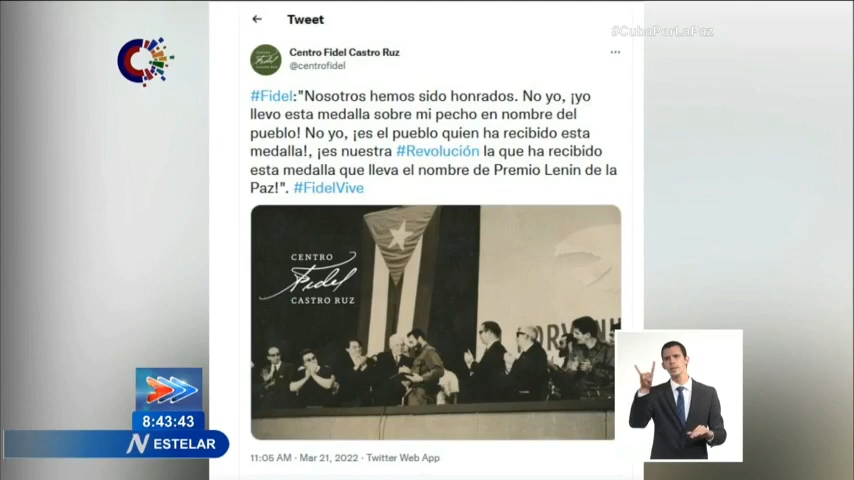 Tweet
#CubaPorLaPaz
Centro Fidel Castro Ruz
@centrofidel
#Fidel:"Nosotros hemos sido honrados. No yo, ¡yo
llevo esta medalla sobre mi pecho en nombre del
pueblo! No yo, ¡es el pueblo quien ha recibido esta
medalla!, ¡es nuestra #Revolución la que ha recibido
esta medalla que lleva el nombre de Premio Lenin de la
Paz!". #FidelVive
CENTRO
Fidel
CASTRO RUZ
8:43:43
N ESTELAR
11:05 AM · Mar 21, 2022 · Twitter Web App